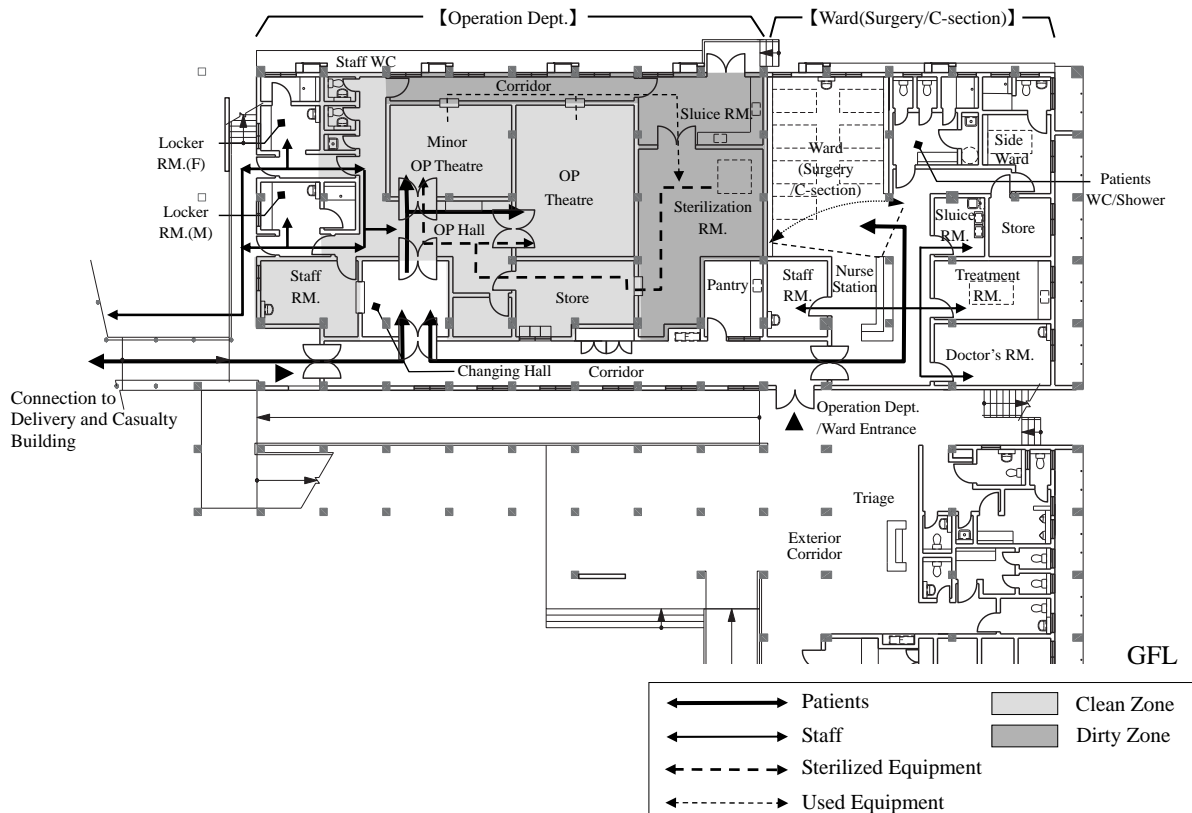 【Operation Dept.】
【Ward(Surgery/C-section)】
Staff WC
Corridor
Sluice RM.
Locker
RM.(F)
Minor
OP Theatre
OP
Theatre
Ward
(Surgery
/C-section)
Side
Ward
Patients
WC/Shower
Locker
RM.(M)
OP Hall
Sterilization
RM.
Sluice
RM.
Store
Staff
RM.
Store
Pantry
Staff
RM.
Nurse
Station
Treatment
RM.
Doctor's RM.
Changing Hall
Corridor
Connection to
Delivery and Casualty
Building
Operation Dept.
/Ward Entrance
Triage
Exterior
Corridor
GFL
Patients
Clean Zone
Staff
Dirty Zone
Sterilized Equipment
Used Equipment